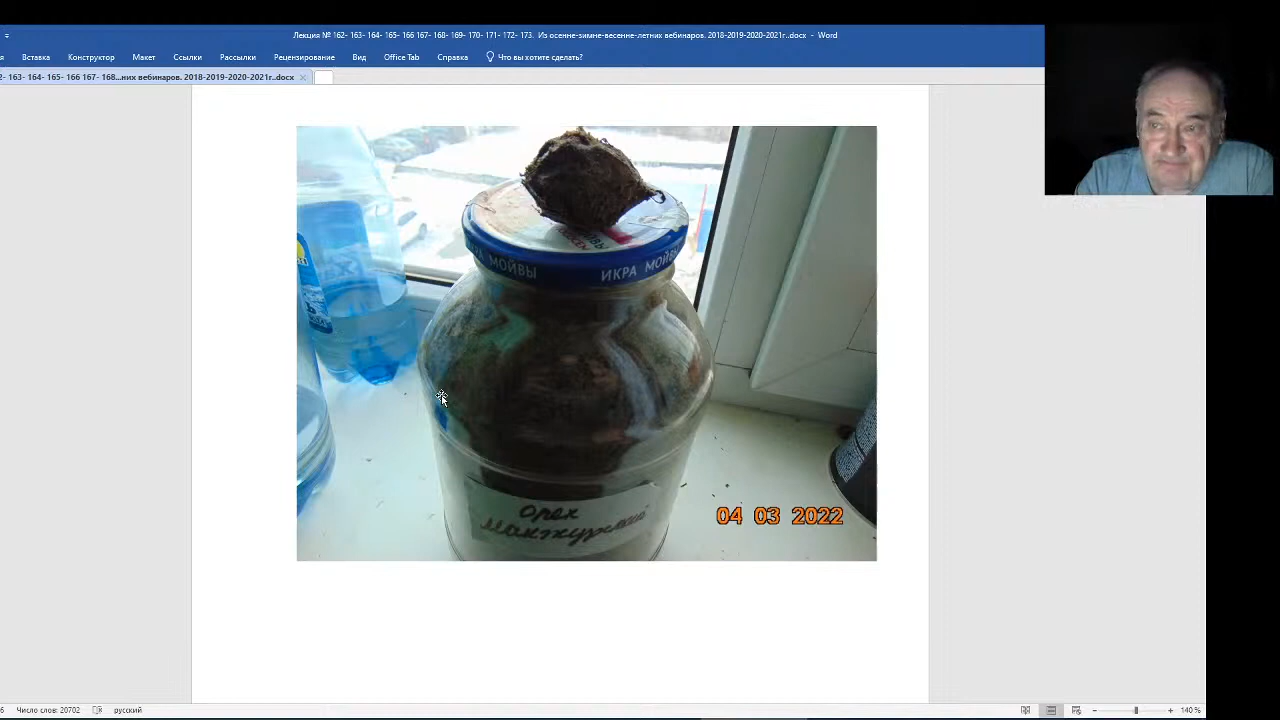 Лекция № 162- 163- 164- 165- 166 167- 168- 169- 170- 171- 172- 173. Из осенне-зимне-весенне-летних вебинаров. 2018-2019-2020-2021г..docx - Word
Вставка Конструктор Макет Ссылки Рассылки Рецензирование Вид Office Tab Справка Что вы хотите сделать?
2- 163- 164- 165- 166 167- 168...них вебинаров. 2018-2019-2020-2021г..docx
МОЙВЫ ИКРА МОЙВЫ
орех
манжурский
04 03 2022
Число слов: 20702 русский 140 %